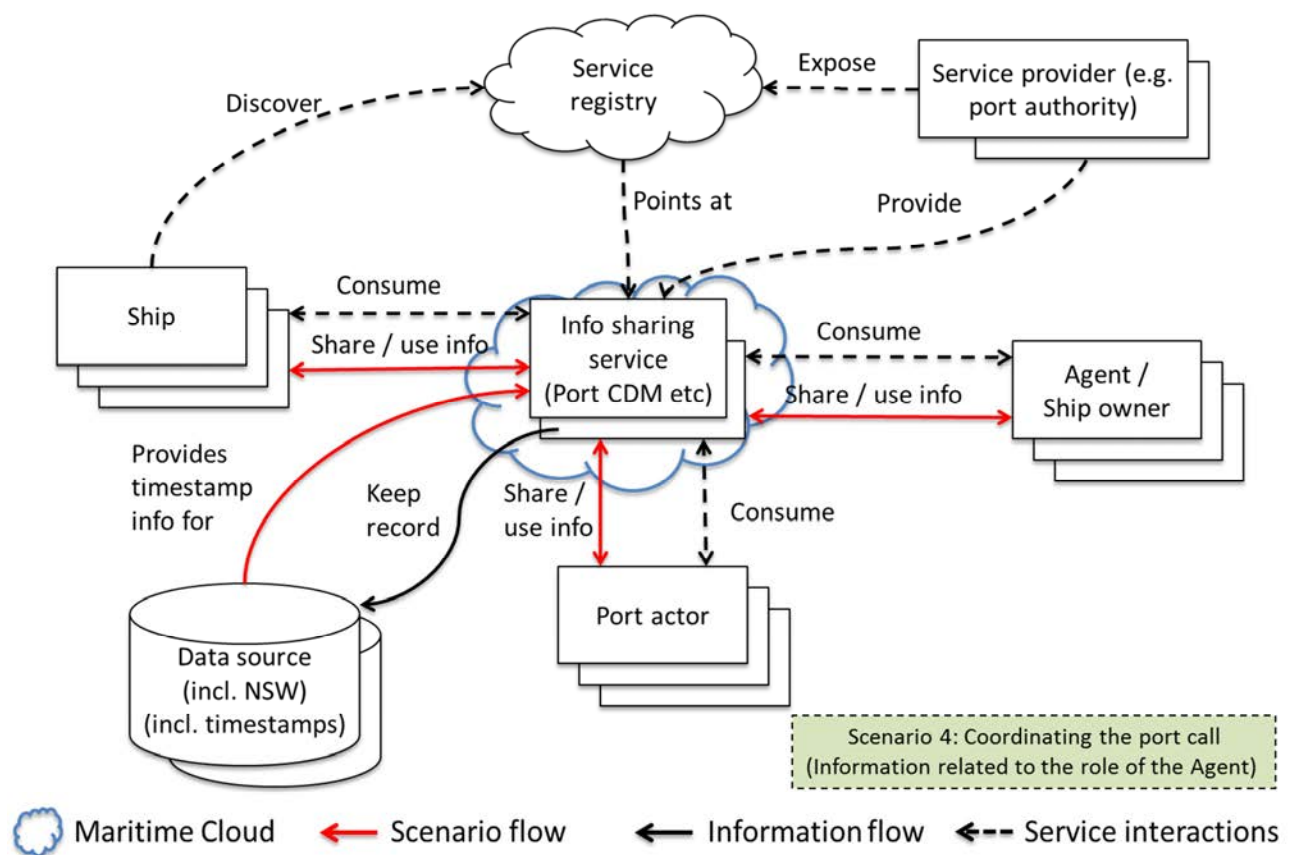 Service
registry
Expose
Service provider (e.g.
port authority)
Discover
Points at
Provide
Ship
Consume
Share / use info
Info sharing
service
(Port CDM etc)
Consume
Share / use info
Agent /
Ship owner
Provides
timestamp
info for
Keep
record
Share /
use info
Consume
Port actor
Data source
(incl. NSW)
(incl. timestamps)
Scenario 4: Coordinating the port call
(Information related to the role of the Agent)
Maritime Cloud
Scenario flow
Information flow
Service interactions